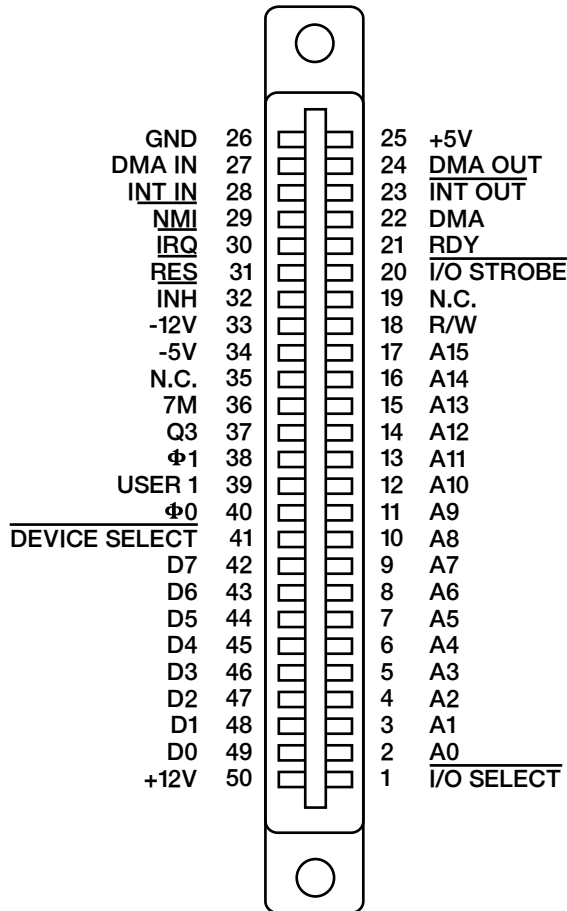 GND 26 25 +5V
DMA IN 27 24 DMA OUT
INT IN 28 23 INT OUT
NMI 29 22 DMA
IRQ 30 21 RDY
RES 31 20 I/O STROBE
INH 32 19 N.C.
-12V 33 18 R/W
-5V 34 17 A15
N.C. 35 16 A14
7M 36 15 A13
Q3 37 14 A12
Φ1 38 13 A11
USER 1 39 12 A10
Φ0 40 11 A9
DEVICE SELECT 41 10 A8
D7 42 9 A7
D6 43 8 A6
D5 44 7 A5
D4 45 6 A4
D3 46 5 A3
D2 47 4 A2
D1 48 3 A1
D0 49 2 A0
+12V 50 1 I/O SELECT